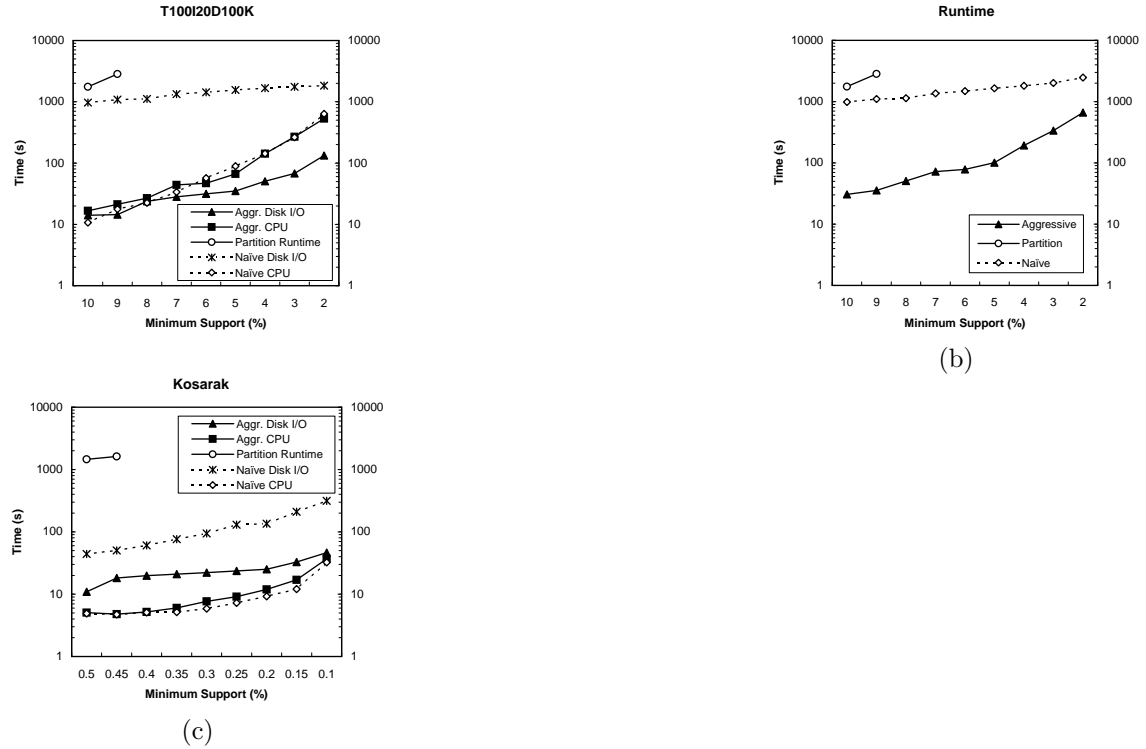 T100I20D100K
10000
1000
100
10
1
10000
1000
100
10
1
Time (s)
Aggr. Disk I/O
Aggr. CPU
Partition Runtime
Naïve Disk I/O
Naïve CPU
10 9 8 7 6 5 4 3 2
Minimum Support (%)
Runtime
10000
1000
100
10
1
10000
1000
100
10
1
Time (s)
Aggressive
Partition
Naïve
10 9 8 7 6 5 4 3 2
Minimum Support (%)
(b)
Kosarak
10000
1000
100
10
1
10000
1000
100
10
1
Time (s)
Aggr. Disk I/O
Aggr. CPU
Partition Runtime
Naïve Disk I/O
Naïve CPU
0.5 0.45 0.4 0.35 0.3 0.25 0.2 0.15 0.1
Minimum Support (%)
(c)